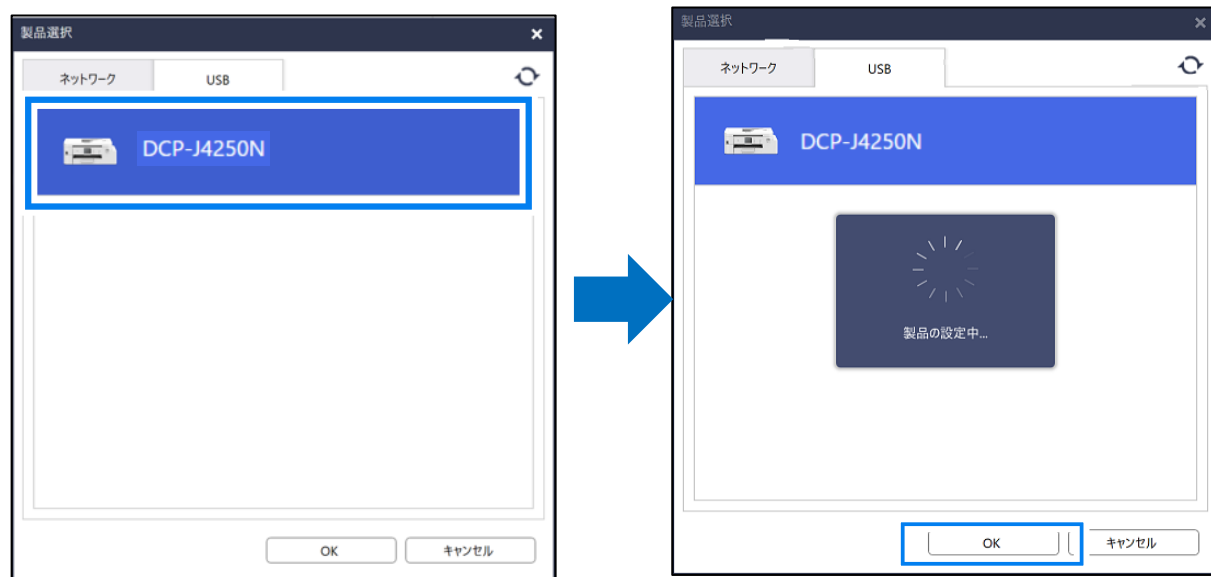 製品選択
ネットワーク
USB
DCP-J4250N
OK
キャンセル
製品選択
ネットワーク
USB
DCP-J4250N
製品の設定中...
OK
キャンセル